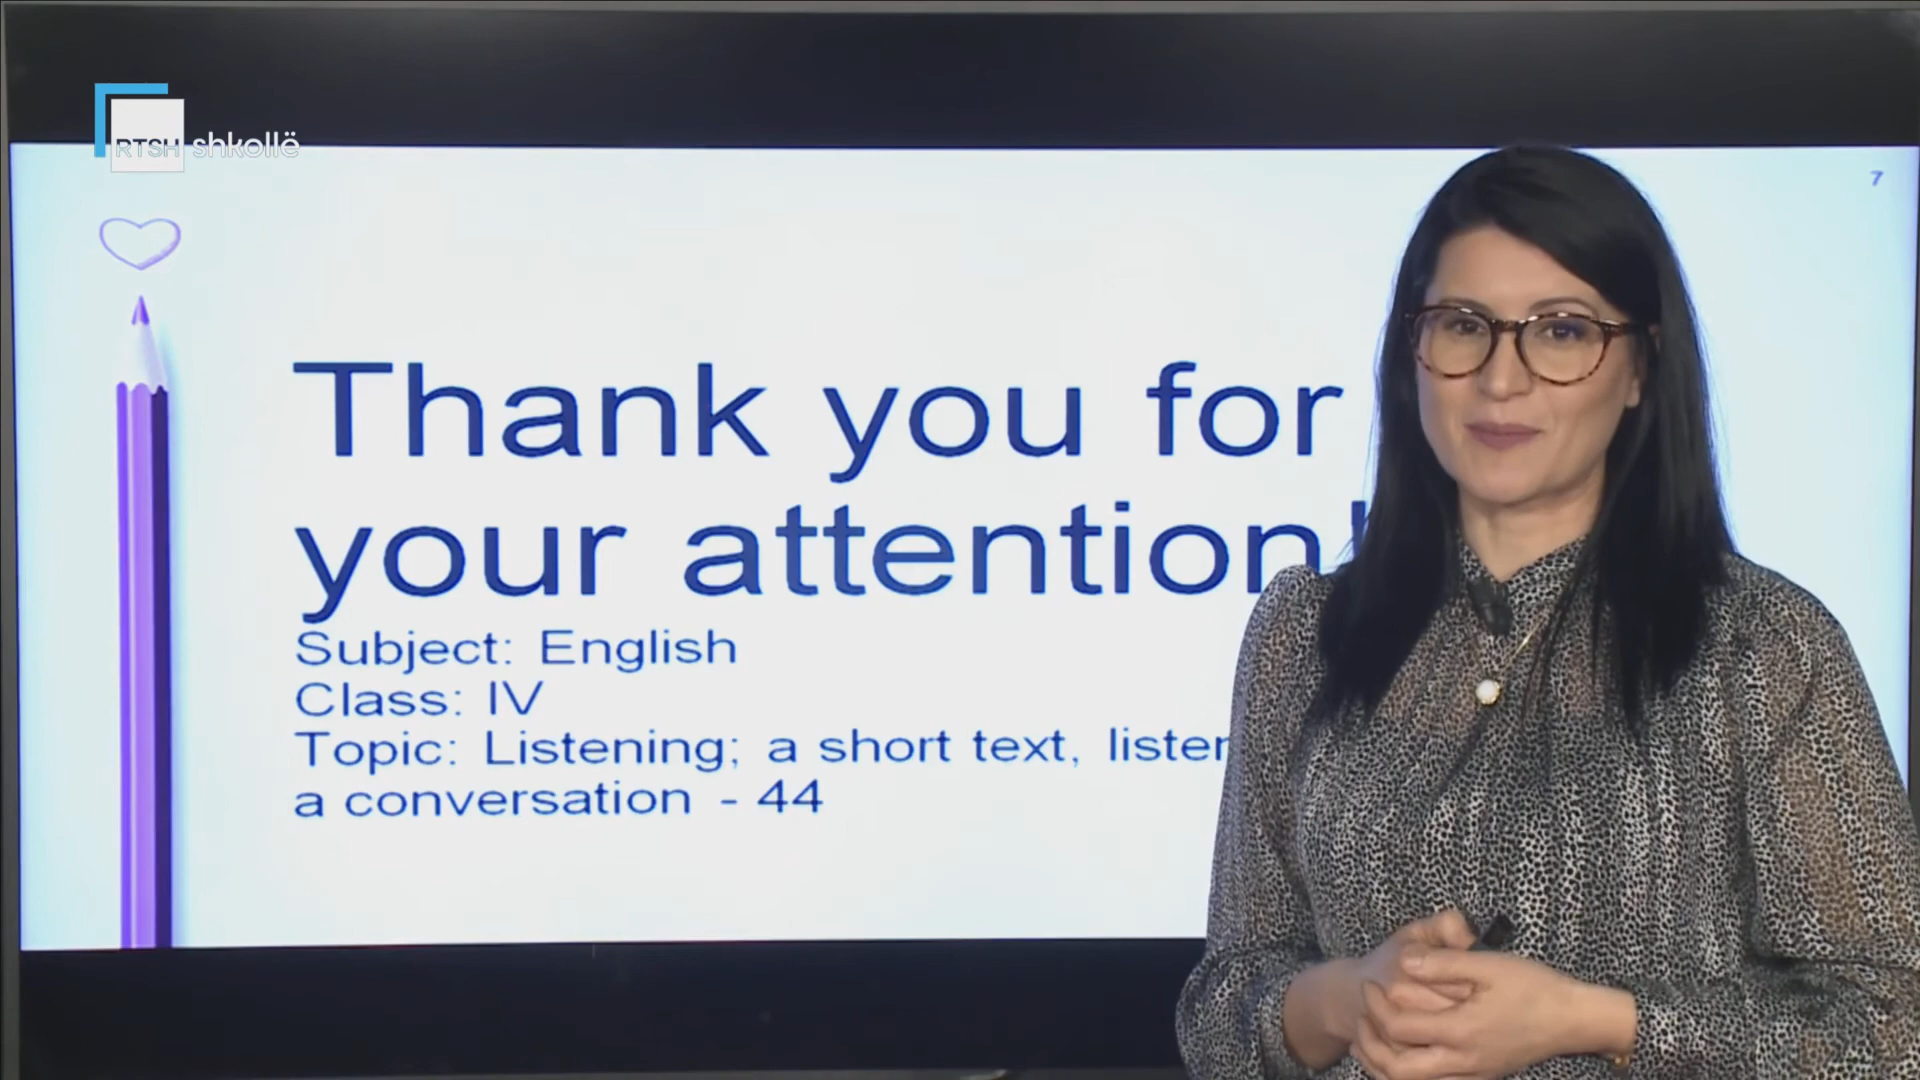 RTSH shkollë
7
Thank you for
your attention!
Subject: English
Class: IV
Topic: Listening; a short text,
a conversation - 44